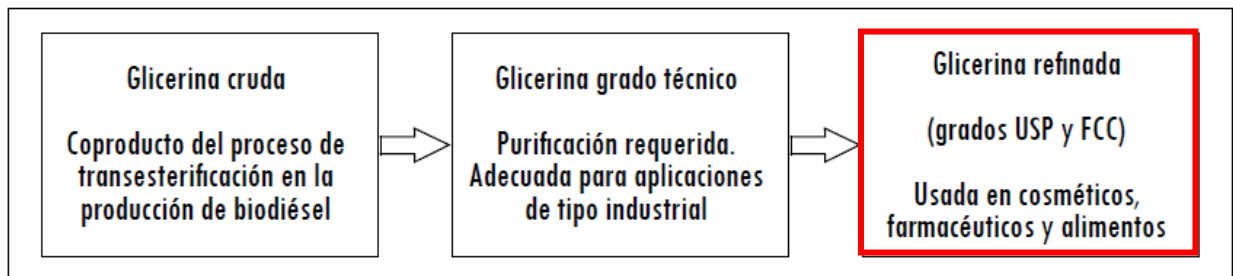 Glicerina cruda
Coproducto del proceso de
transesterificación en la
producción de biodiésel
Glicerina grado técnico
Purificación requerida.
Adecuada para aplicaciones
de tipo industrial
Glicerina refinada
(grados USP y FCC)
Usada en cosméticos,
farmacéuticos y alimentos